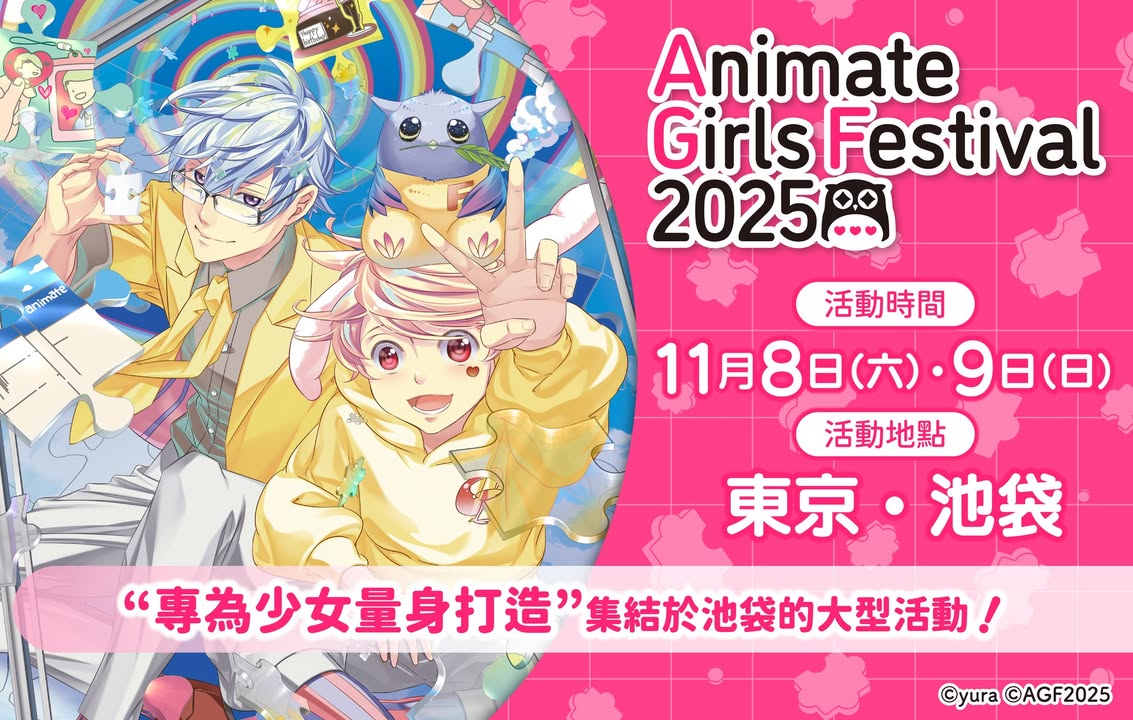 Happy birthday!
animate
Animate
Girls Festival
2025
活動時間
11月8日(六)・9日(日)
活動地點
東京・池袋
“專為少女量身打造”集結於池袋的大型活動！
©yura ©AGF2025